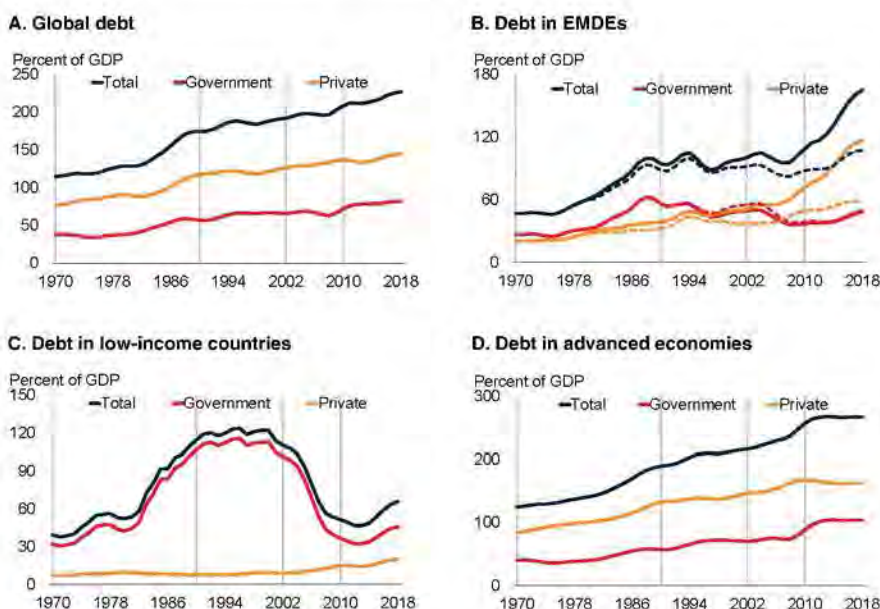 A. Global debt
Percent of GDP
250
Total Government Private
200
150
100
50
0
1970 1978 1986 1994 2002 2010 2018
B. Debt in EMDEs
Percent of GDP
180
Total Government Private
120
60
0
1970 1978 1986 1994 2002 2010 2018
C. Debt in low-income countries
Percent of GDP
150
Total Government Private
120
90
60
30
0
1970 1978 1986 1994 2002 2010 2018
D. Debt in advanced economies
Percent of GDP
300
Total Government Private
200
100
0
1970 1978 1986 1994 2002 2010 2018